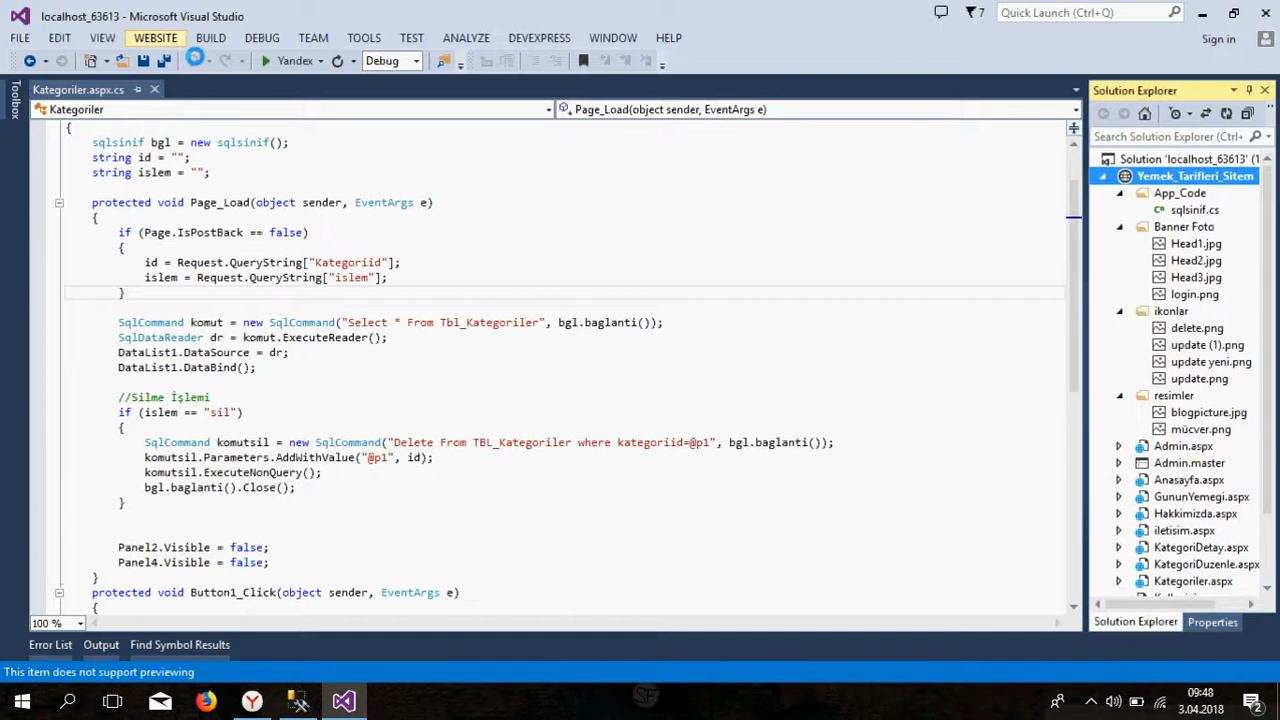 localhost_63613 - Microsoft Visual Studio
7
Quick Launch (Ctrl+Q)
FILE EDIT VIEW WEBSITE BUILD DEBUG TEAM TOOLS TEST ANALYZE DEVEXPRESS WINDOW HELP
Sign in
Yandex
Debug
Toolbox
Kategoriler.aspx.cs
Kategoriler
Page_Load(object sender, EventArgs e)
{
sqlsinif bgl = new sqlsinif();
string id = "";
string islem = "";
protected void Page_Load(object sender, EventArgs e)
{
if (Page.IsPostBack == false)
{
id = Request.QueryString["Kategoriid"];
islem = Request.QueryString["islem"];
}
SqlCommand komut = new SqlCommand("Select * From Tbl_Kategoriler", bgl.baglanti());
SqlDataReader dr = komut.ExecuteReader();
DataList1.DataSource = dr;
DataList1.DataBind();
//Silme İşlemi
if (islem == "sil")
{
SqlCommand komutsil = new SqlCommand("Delete From TBL_Kategoriler where kategoriid=@p1", bgl.baglanti());
komutsil.Parameters.AddWithValue("@p1", id);
komutsil.ExecuteNonQuery();
bgl.baglanti().Close();
}
Panel2.Visible = false;
Panel4.Visible = false;
}
protected void Button1_Click(object sender, EventArgs e)
{
100 %
Solution Explorer
Search Solution Explorer (Ctrl+
Solution 'localhost_63613' (1
Yemek_Tarifleri_Sitem
App_Code
sqlsinif.cs
Banner Foto
Head1.jpg
Head2.jpg
Head3.jpg
login.png
ikonlar
delete.png
update (1).png
update yeni.png
update.png
resimler
blogpicture.jpg
mücver.png
Admin.aspx
Admin.master
Anasayfa.aspx
GununYemegi.aspx
Hakkimizda.aspx
iletisim.aspx
KategoriDetay.aspx
KategoriDuzenle.aspx
Kategoriler.aspx
Solution Explorer Properties
Error List Output Find Symbol Results
This item does not support previewing
09:48
3.04.2018
2